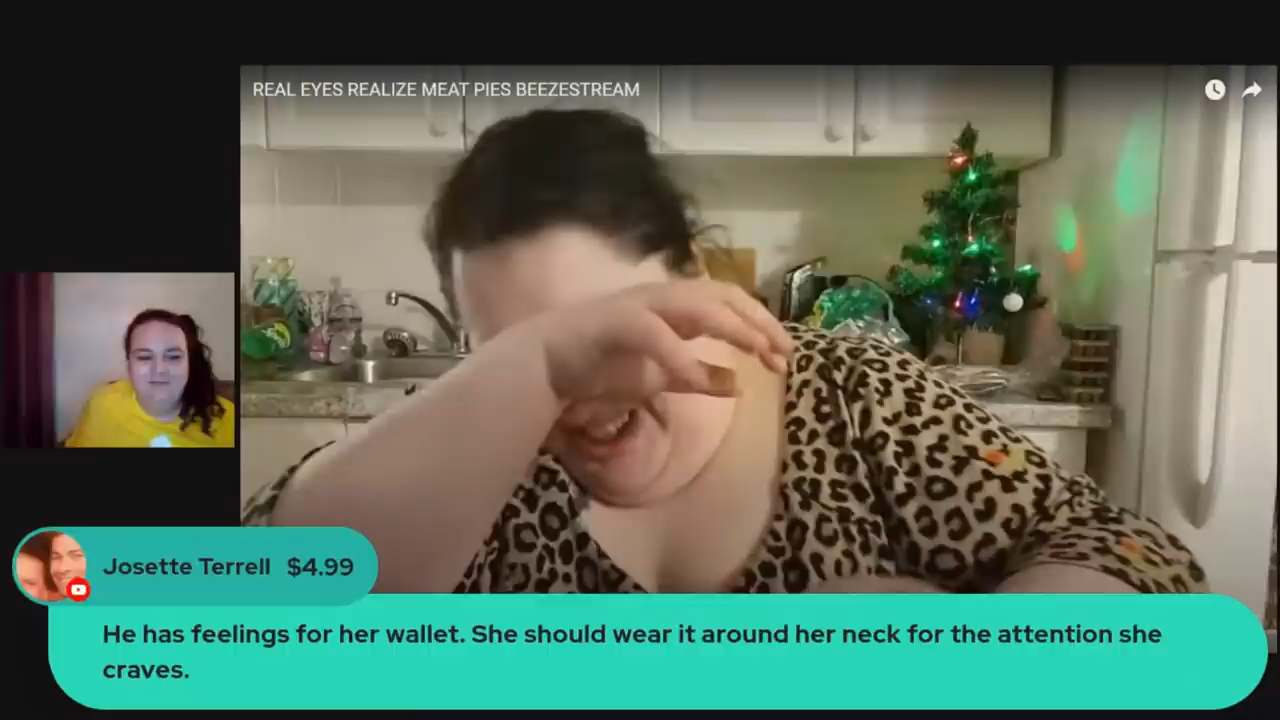 REAL EYES REALIZE MEAT PIES BEEZESTREAM
Josette Terrell $4.99
He has feelings for her wallet. She should wear it around her neck for the attention she
craves.